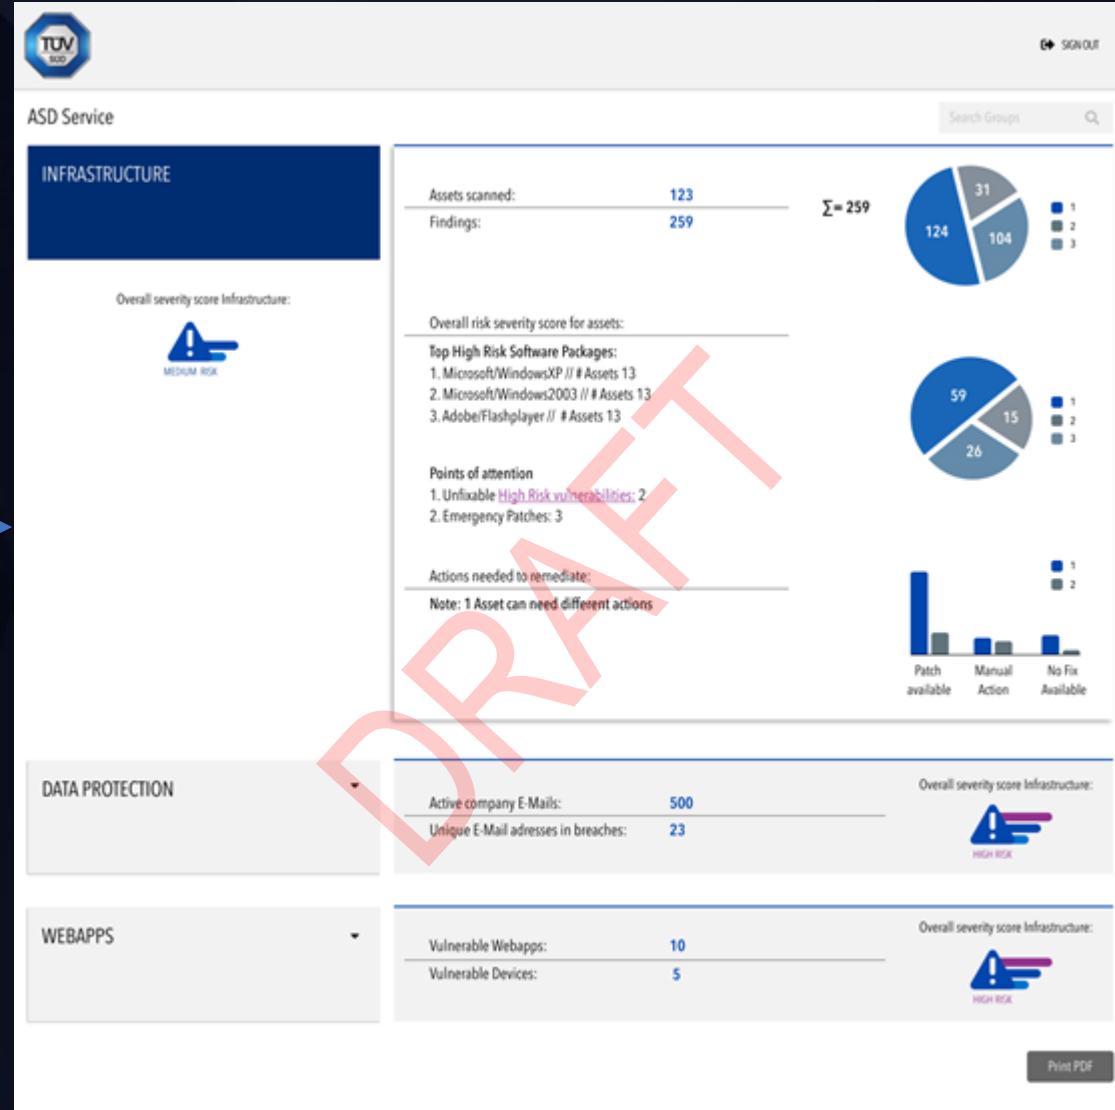 TÜV
SÜD
SIGN OUT
ASD Service
Search Groups
INFRASTRUCTURE
Overall severity score Infrastructure:
MEDIUM RISK
Assets scanned: 123
Findings: 259
∑= 259
31
124
104
1
2
3
Overall risk severity score for assets:
Top High Risk Software Packages:
1. Microsoft/WindowsXP // # Assets 13
2. Microsoft/Windows2003 // # Assets 13
3. Adobe/Flashplayer // # Assets 13
59
15
26
1
2
3
Points of attention
1. Unfixable High Risk vulnerabilities: 2
2. Emergency Patches: 3
Actions needed to remediate:
Note: 1 Asset can need different actions
1
2
Patch
available
Manual
Action
No Fix
Available
DRAFT
DATA PROTECTION
Active company E-Mails: 500
Unique E-Mail adresses in breaches: 23
Overall severity score Infrastructure:
HIGH RISK
WEBAPPS
Vulnerable Webapps: 10
Vulnerable Devices: 5
Overall severity score Infrastructure:
HIGH RISK
Print PDF